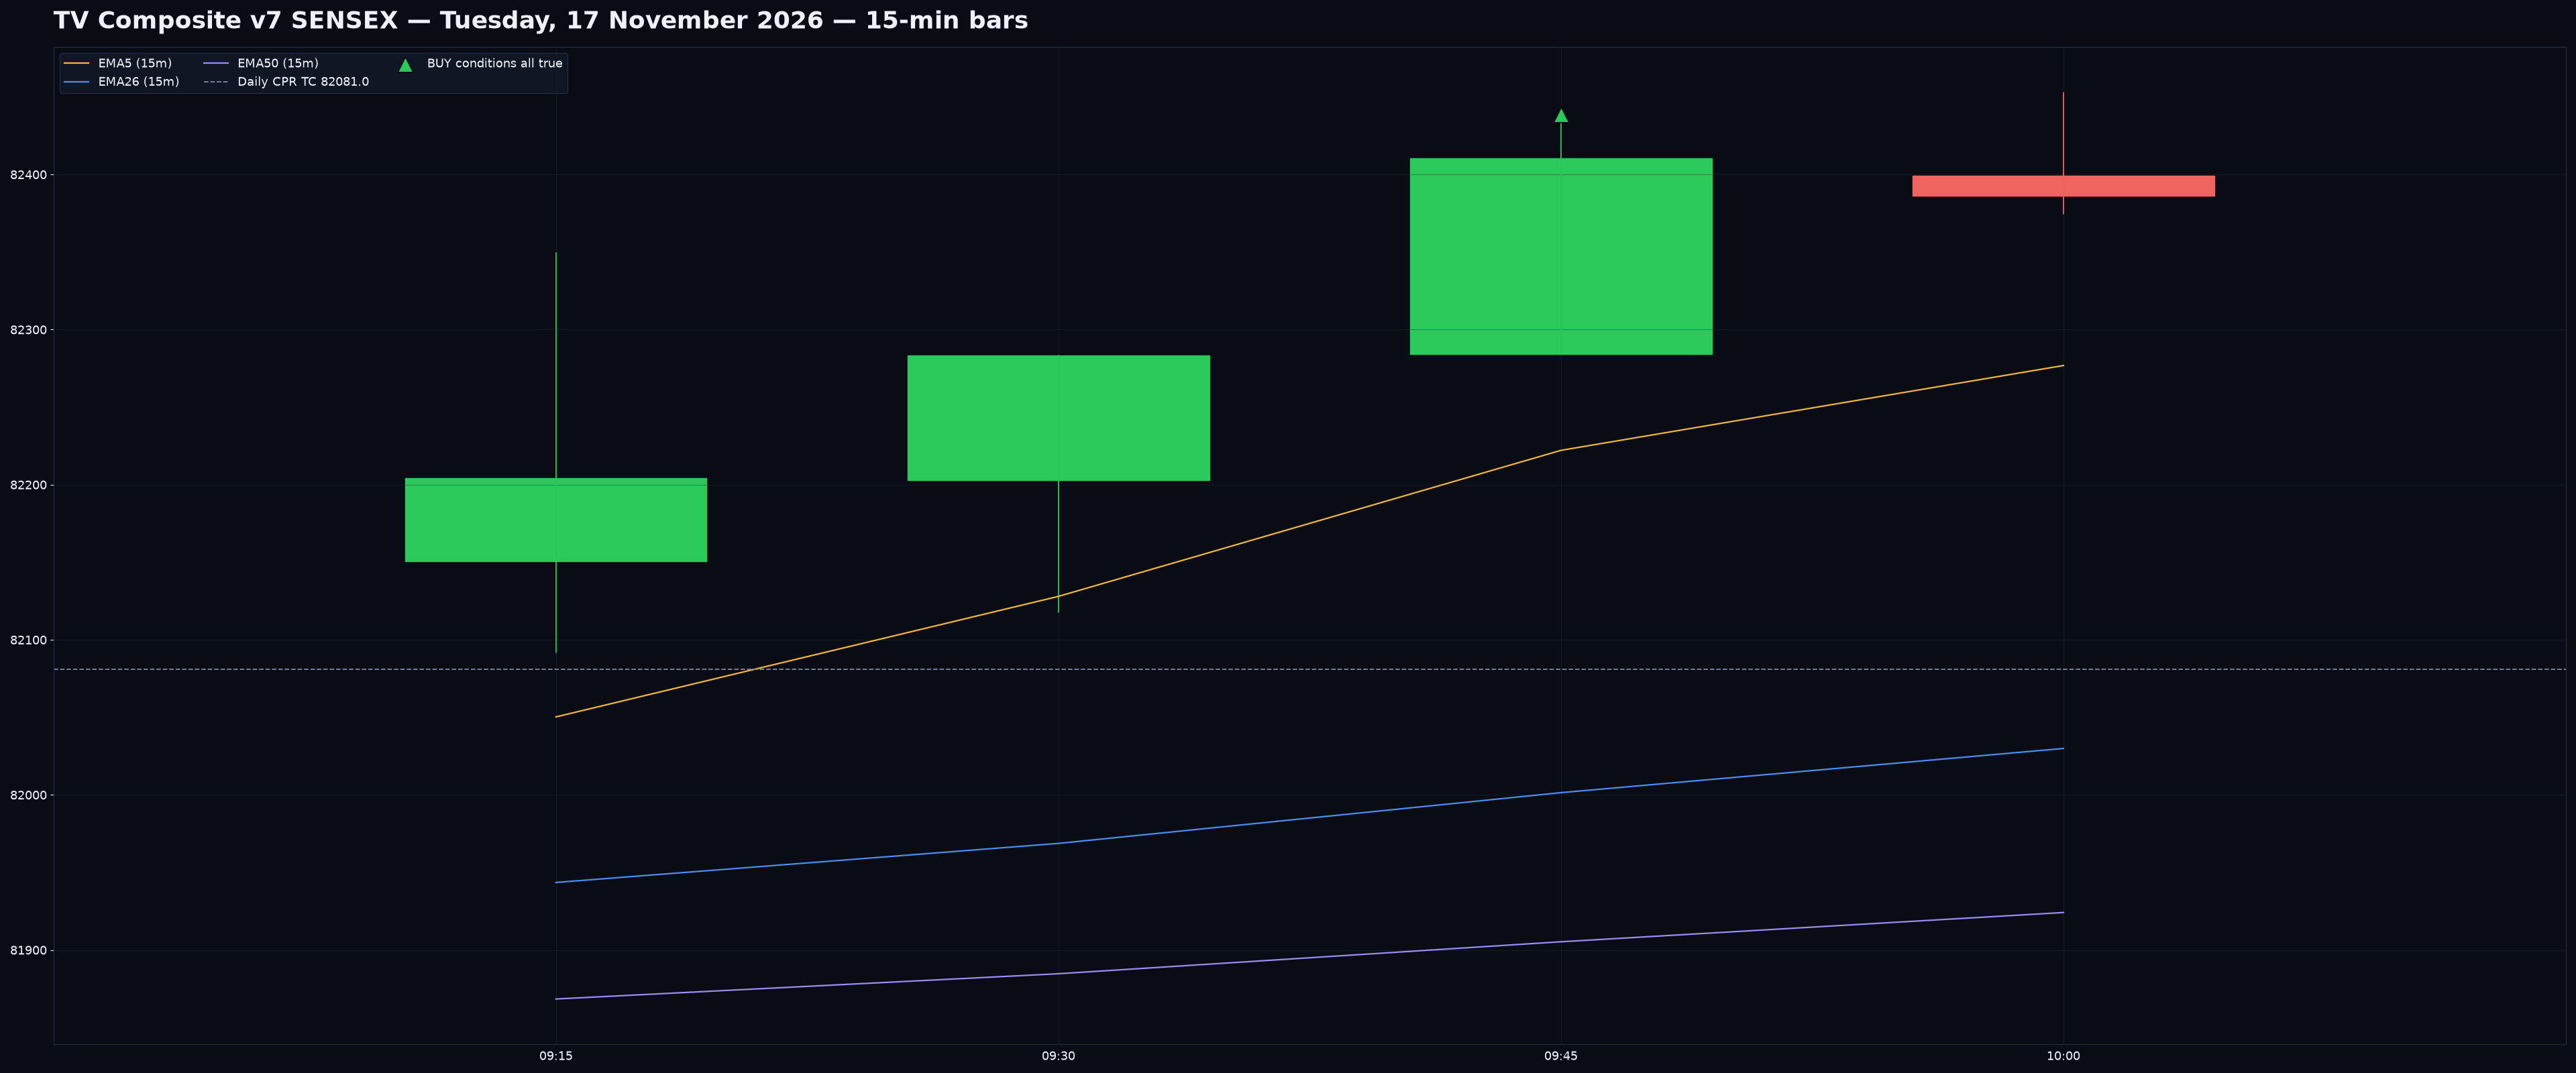 TV Composite v7 SENSEX — Tuesday, 17 November 2026 — 15-min bars
EMA5 (15m)
EMA26 (15m)
EMA50 (15m)
Daily CPR TC 82081.0
BUY conditions all true
82400
82300
82200
82100
82000
81900
09:15
09:30
09:45
10:00